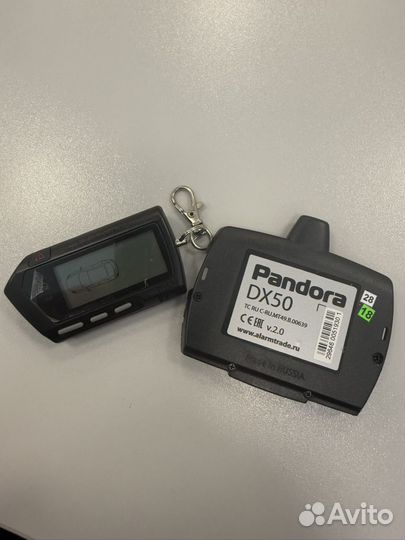 Pandora
DX50
TC RU C-RU.MT49.B.00639
CE EAC v.2.0
www.alarmtrade.ru
28
18
Made in RUSSIA
Avito